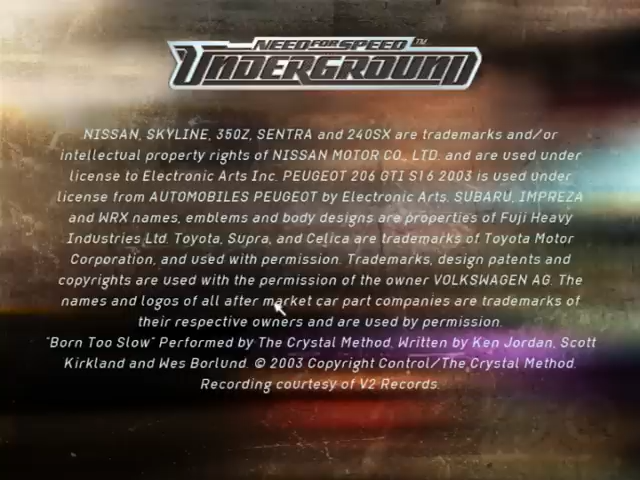 NEED FOR SPEED™
UNDERGROUND
NISSAN, SKYLINE, 350Z, SENTRA and 240SX are trademarks and/or
intellectual property rights of NISSAN MOTOR CO., LTD. and are used under
license to Electronic Arts Inc. PEUGEOT 206 GTI S16 2003 is used under
license from AUTOMOBILES PEUGEOT by Electronic Arts. SUBARU, IMPREZA
and WRX names, emblems and body designs are properties of Fuji Heavy
Industries Ltd. Toyota, Supra, and Celica are trademarks of Toyota Motor
Corporation, and used with permission. Trademarks, design patents and
copyrights are used with the permission of the owner VOLKSWAGEN AG. The
names and logos of all after market car part companies are trademarks of
their respective owners and are used by permission.
"Born Too Slow" Performed by The Crystal Method. Written by Ken Jordan, Scott
Kirkland and Wes Borlund. © 2003 Copyright Control/The Crystal Method.
Recording courtesy of V2 Records.